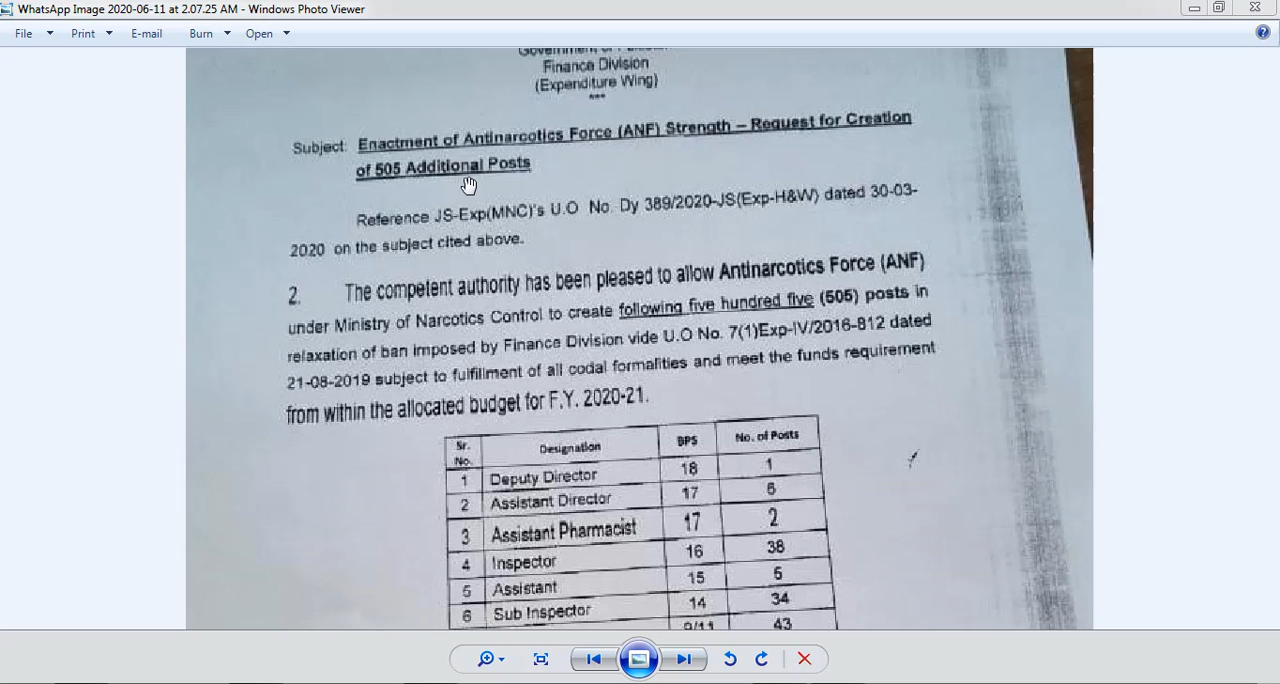 WhatsApp Image 2020-06-11 at 2.07.25 AM - Windows Photo Viewer
File Print E-mail Burn Open
Government of
Finance Division
(Expenditure Wing)
***
Subject: Enactment of Antinarcotics Force (ANF) Strength – Request for Creation
of 505 Additional Posts
Reference JS-Exp(MNC)'s U.O No. Dy 389/2020-JS(Exp-H&W) dated 30-03-
2020 on the subject cited above.
2. The competent authority has been pleased to allow Antinarcotics Force (ANF)
under Ministry of Narcotics Control to create following five hundred five (505) posts in
relaxation of ban imposed by Finance Division vide U.O No. 7(1)Exp-IV/2016-812 dated
21-08-2019 subject to fulfillment of all codal formalities and meet the funds requirement
from within the allocated budget for F.Y. 2020-21.
Sr. No. Designation BPS No. of Posts
1 Deputy Director 18 1
2 Assistant Director 17 6
3 Assistant Pharmacist 17 2
4 Inspector 16 38
5 Assistant 15 5
6 Sub Inspector 14 34
9/11 43